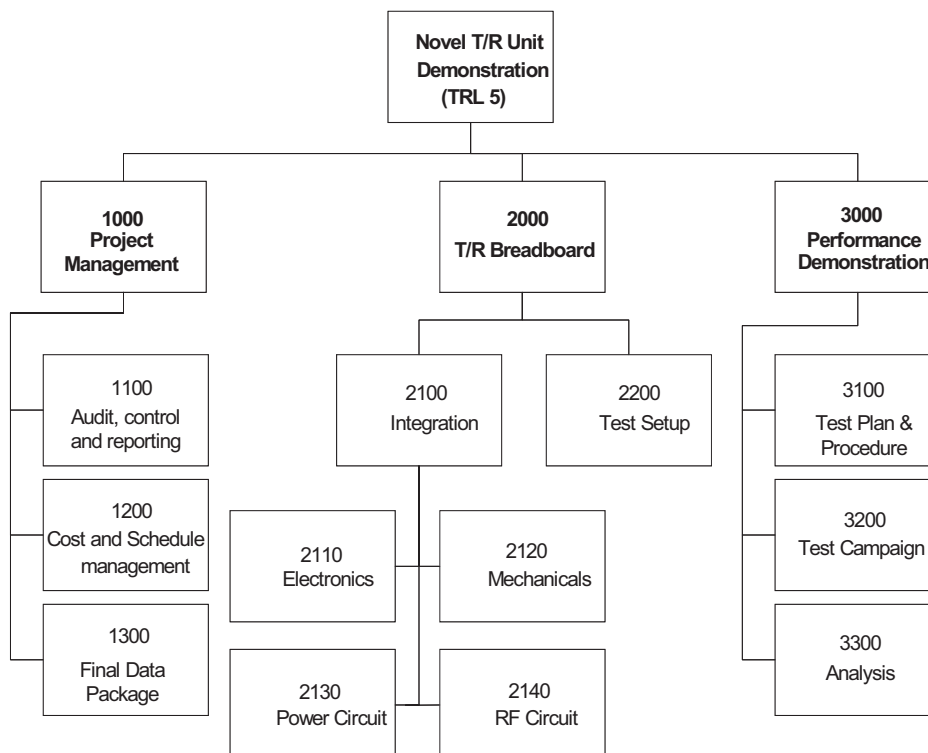 Novel T/R Unit
Demonstration
(TRL 5)
1000
Project
Management
2000
T/R Breadboard
3000
Performance
Demonstration
1100
Audit, control
and reporting
2100
Integration
2200
Test Setup
3100
Test Plan &
Procedure
1200
Cost and Schedule
management
2110
Electronics
2120
Mechanicals
3200
Test Campaign
1300
Final Data
Package
2130
Power Circuit
2140
RF Circuit
3300
Analysis